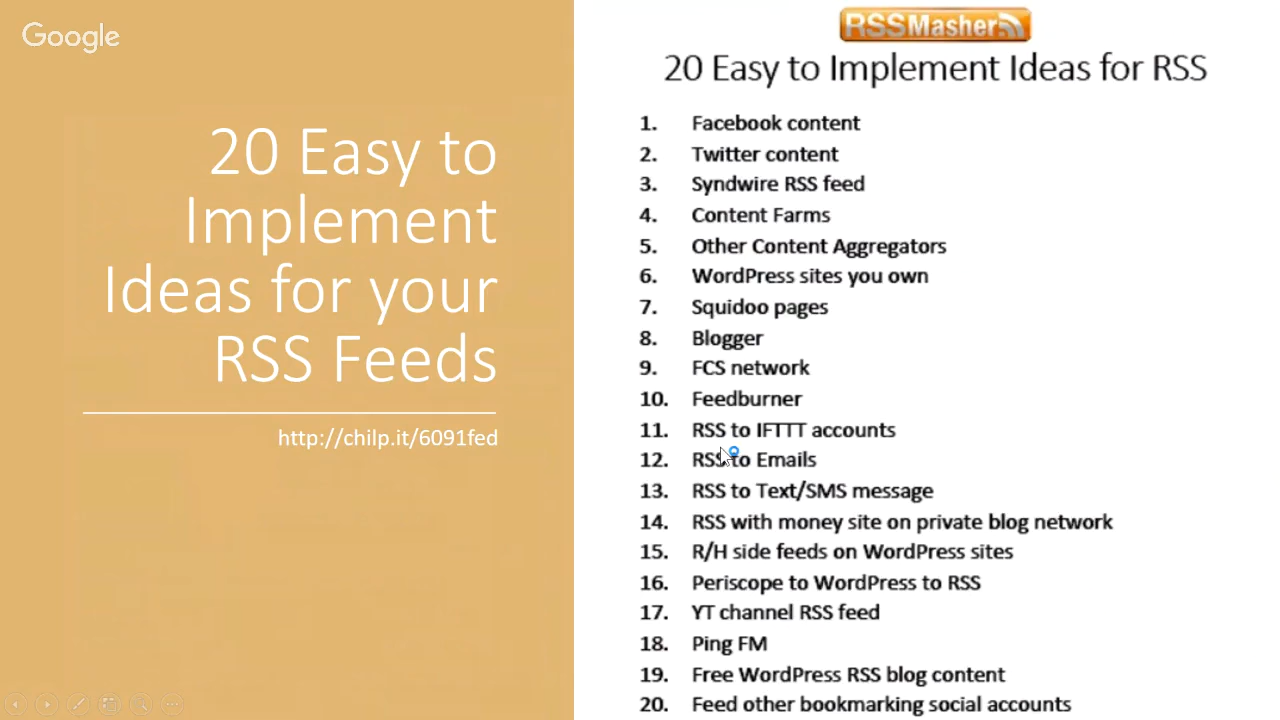 Google
20 Easy to
Implement
Ideas for your
RSS Feeds
http://chilp.it/6091fed
RSSMasher
20 Easy to Implement Ideas for RSS
1. Facebook content
2. Twitter content
3. Syndwire RSS feed
4. Content Farms
5. Other Content Aggregators
6. WordPress sites you own
7. Squidoo pages
8. Blogger
9. FCS network
10. Feedburner
11. RSS to IFTTT accounts
12. RSS to Emails
13. RSS to Text/SMS message
14. RSS with money site on private blog network
15. R/H side feeds on WordPress sites
16. Periscope to WordPress to RSS
17. YT channel RSS feed
18. Ping FM
19. Free WordPress RSS blog content
20. Feed other bookmarking social accounts